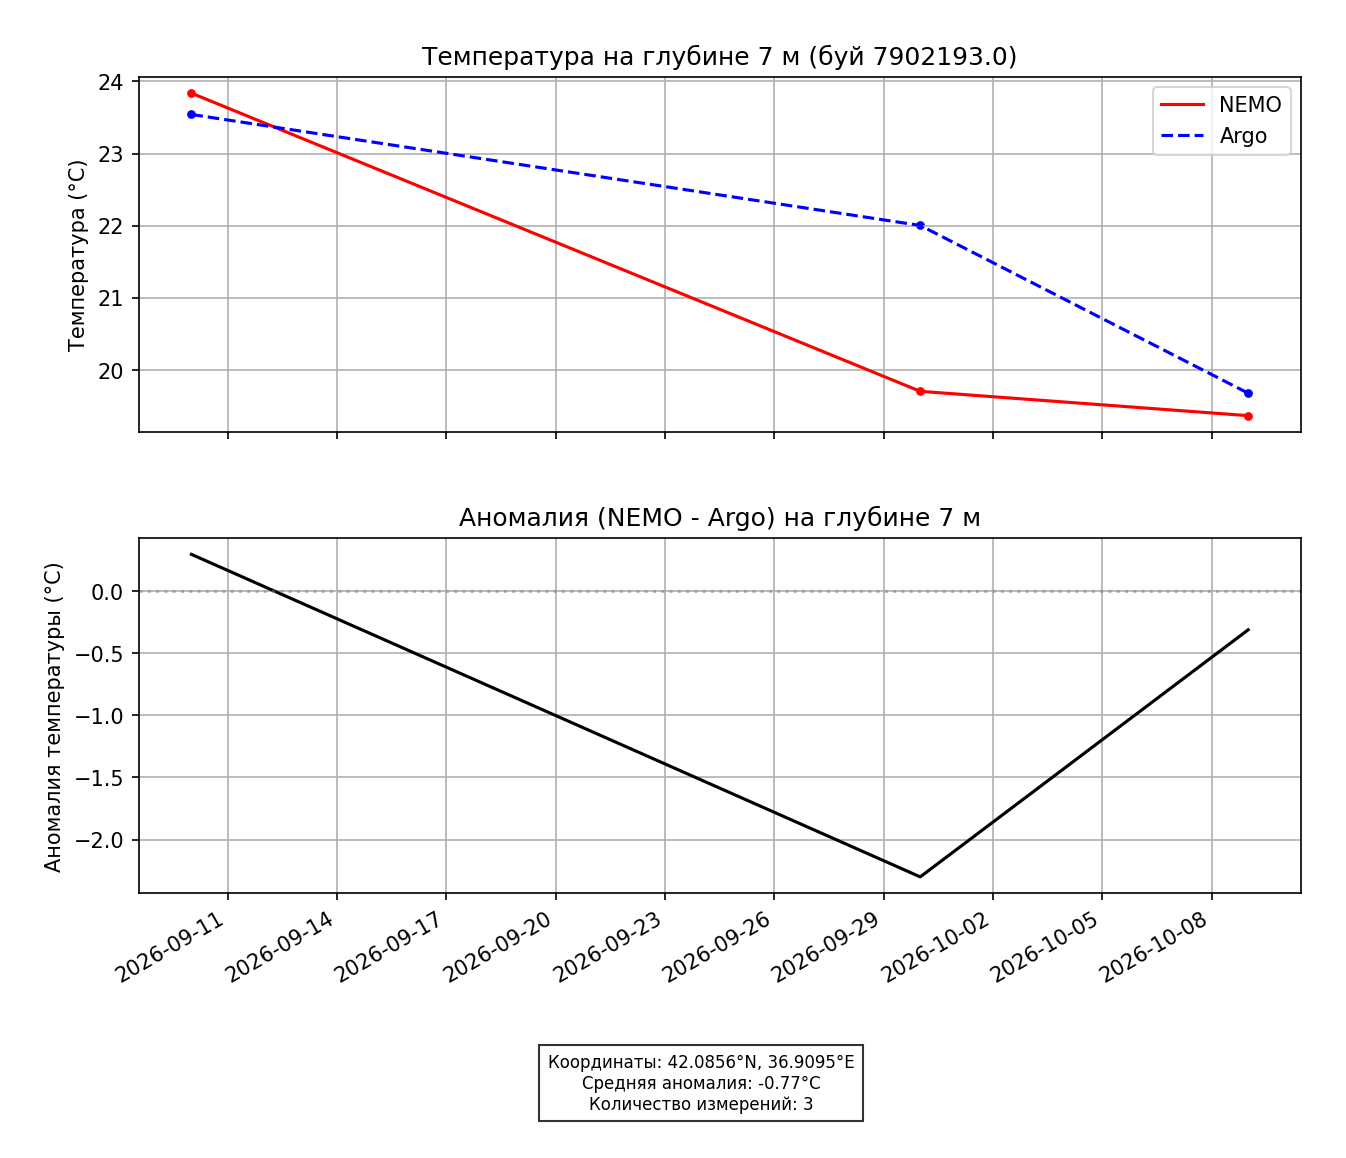 Температура на глубине 7 м (буй 7902193.0)
Температура (°C)
24
23
22
21
20
NEMO
Argo
Аномалия (NEMO - Argo) на глубине 7 м
Аномалия температуры (°C)
0.0
−0.5
−1.0
−1.5
−2.0
2026-09-11
2026-09-14
2026-09-17
2026-09-20
2026-09-23
2026-09-26
2026-09-29
2026-10-02
2026-10-05
2026-10-08
Координаты: 42.0856°N, 36.9095°E
Средняя аномалия: -0.77°C
Количество измерений: 3